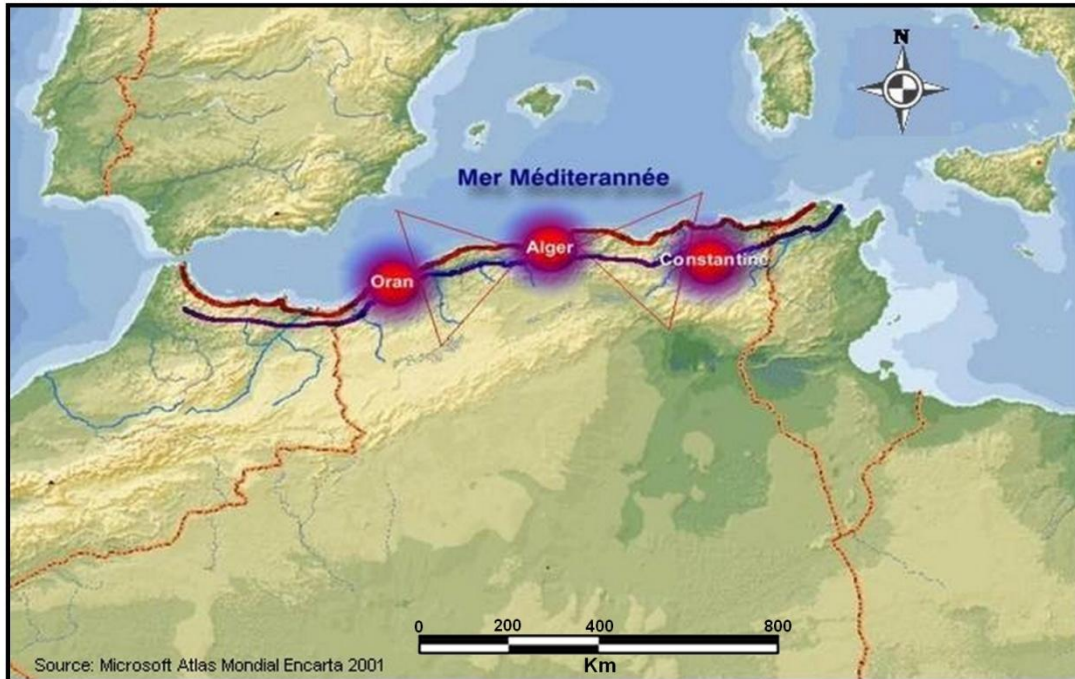 N
Mer Méditerannée
Alger
Constantine
Oran
0 200 400 800
Km
Source: Microsoft Atlas Mondial Encarta 2001